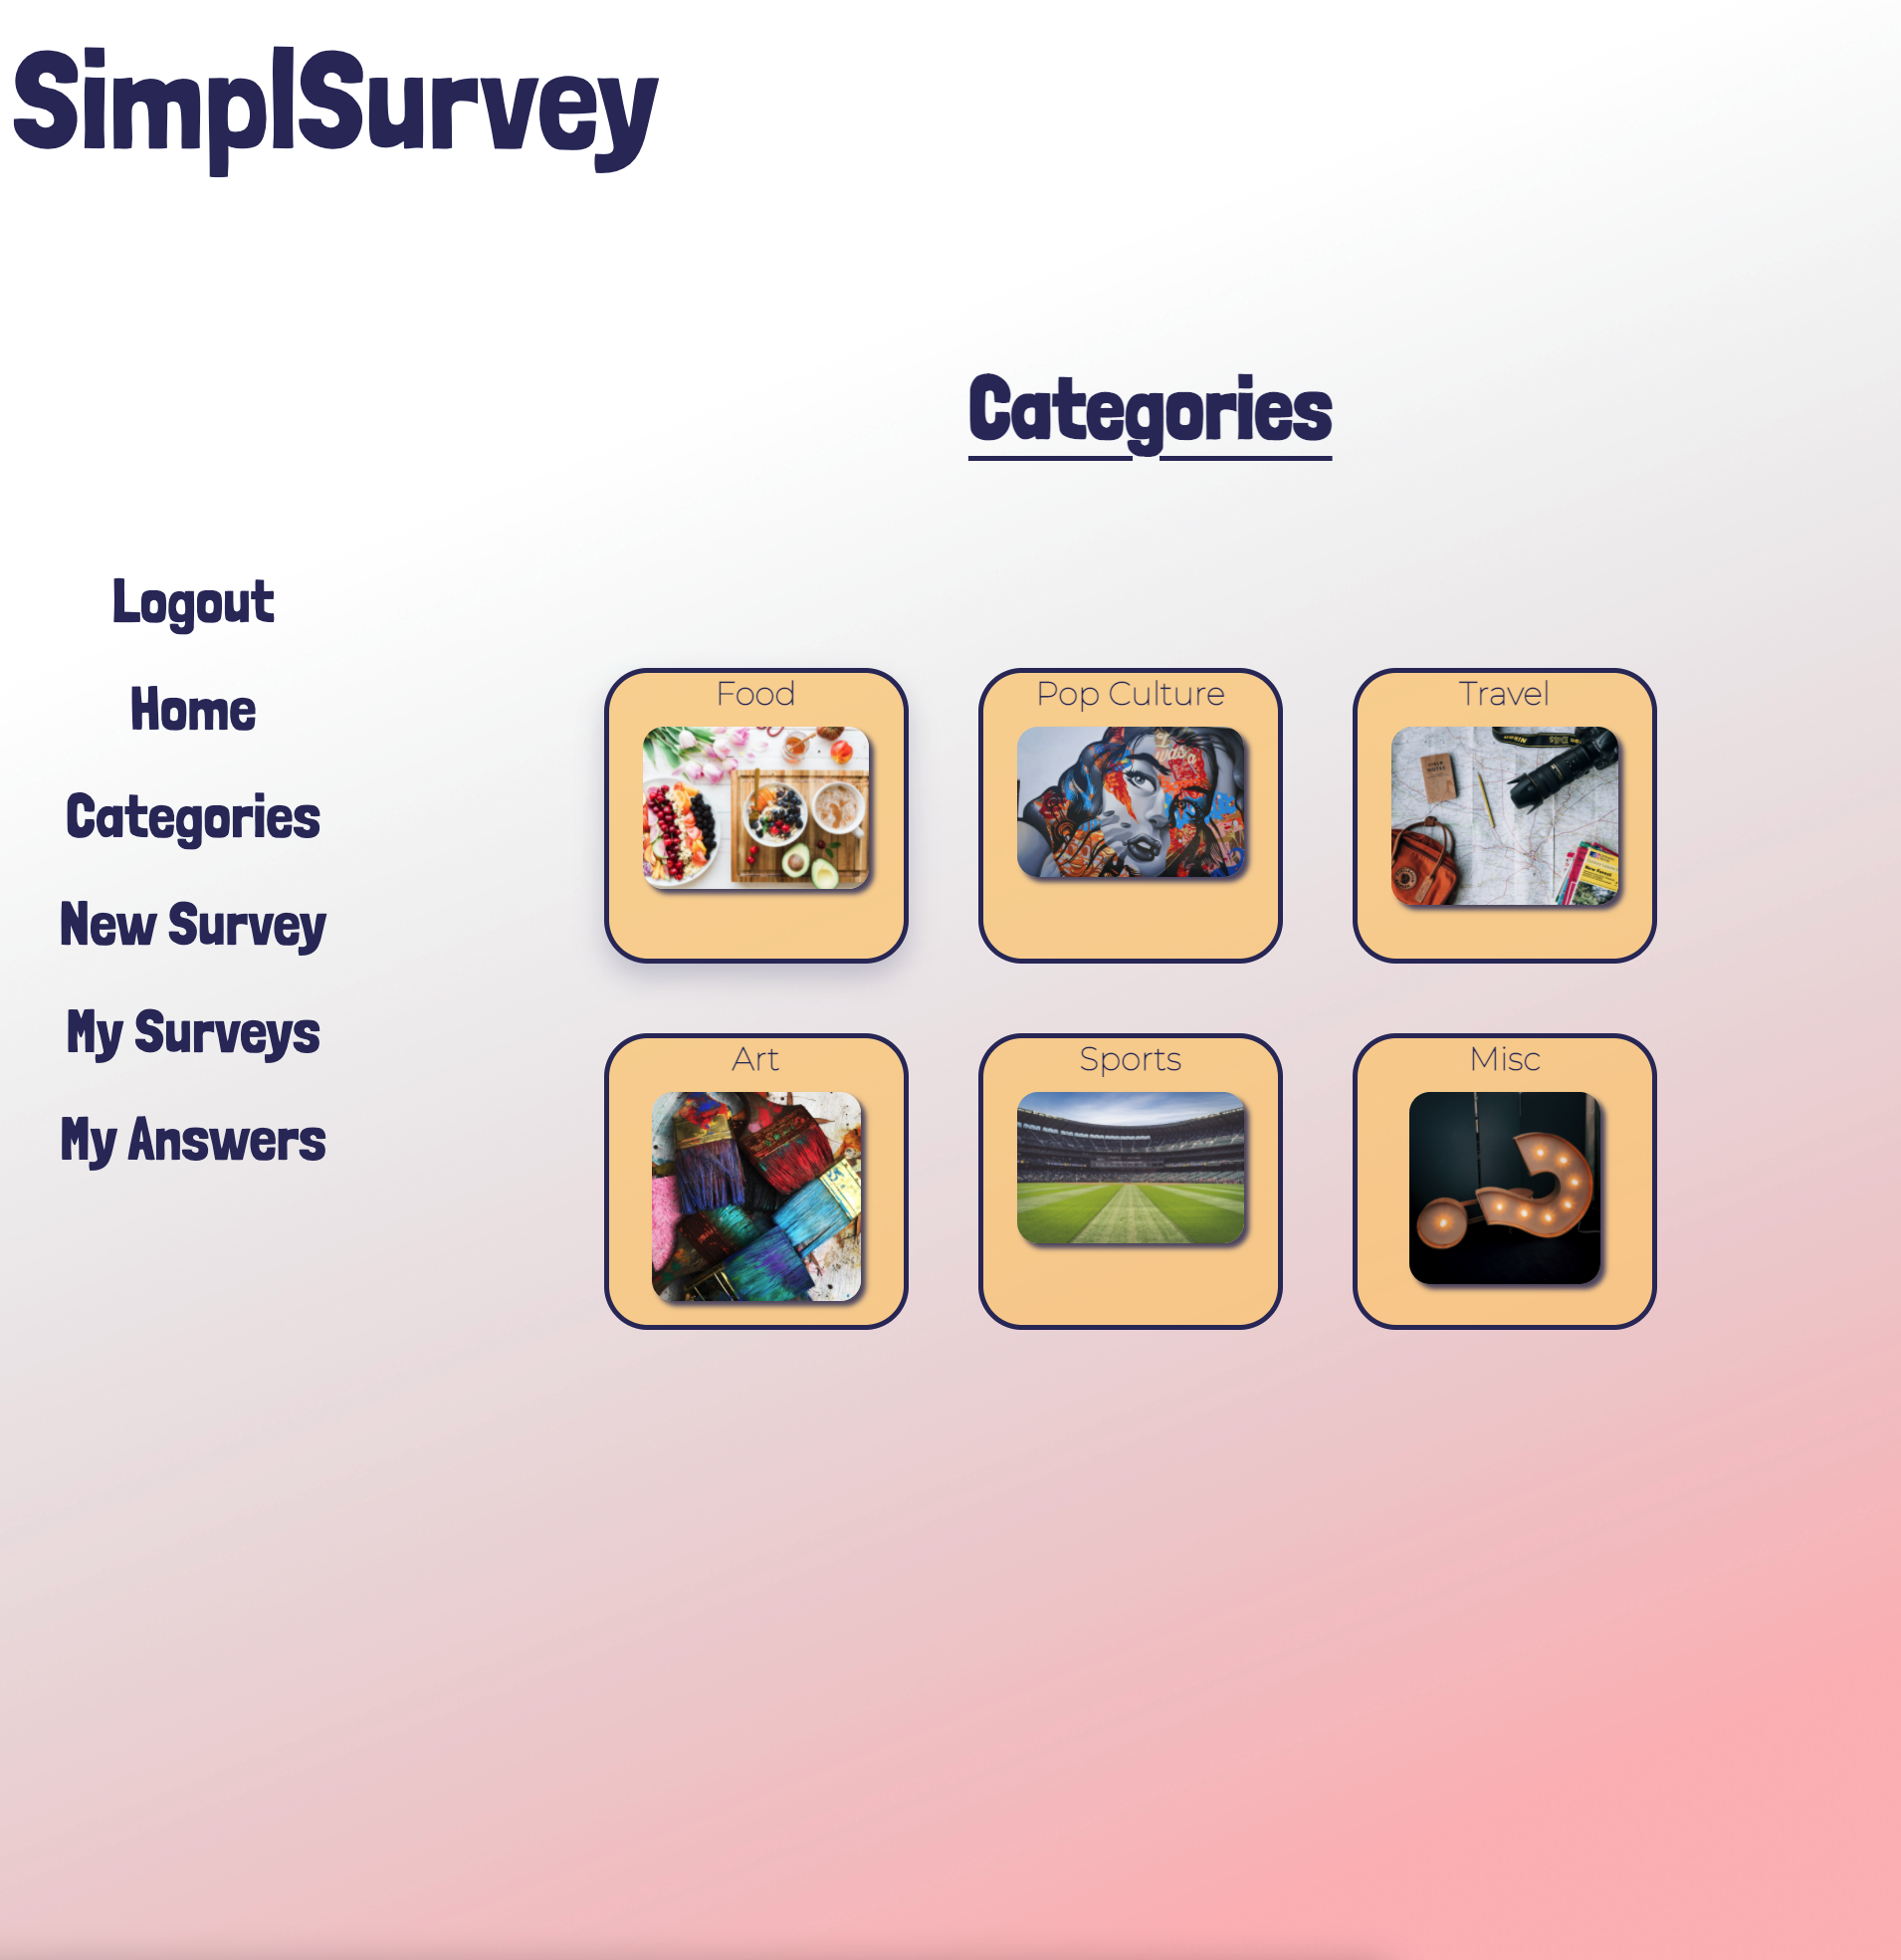 SimplSurvey
Categories
Logout
Home
Categories
New Survey
My Surveys
My Answers
Food
Pop Culture
Travel
Art
Sports
Misc